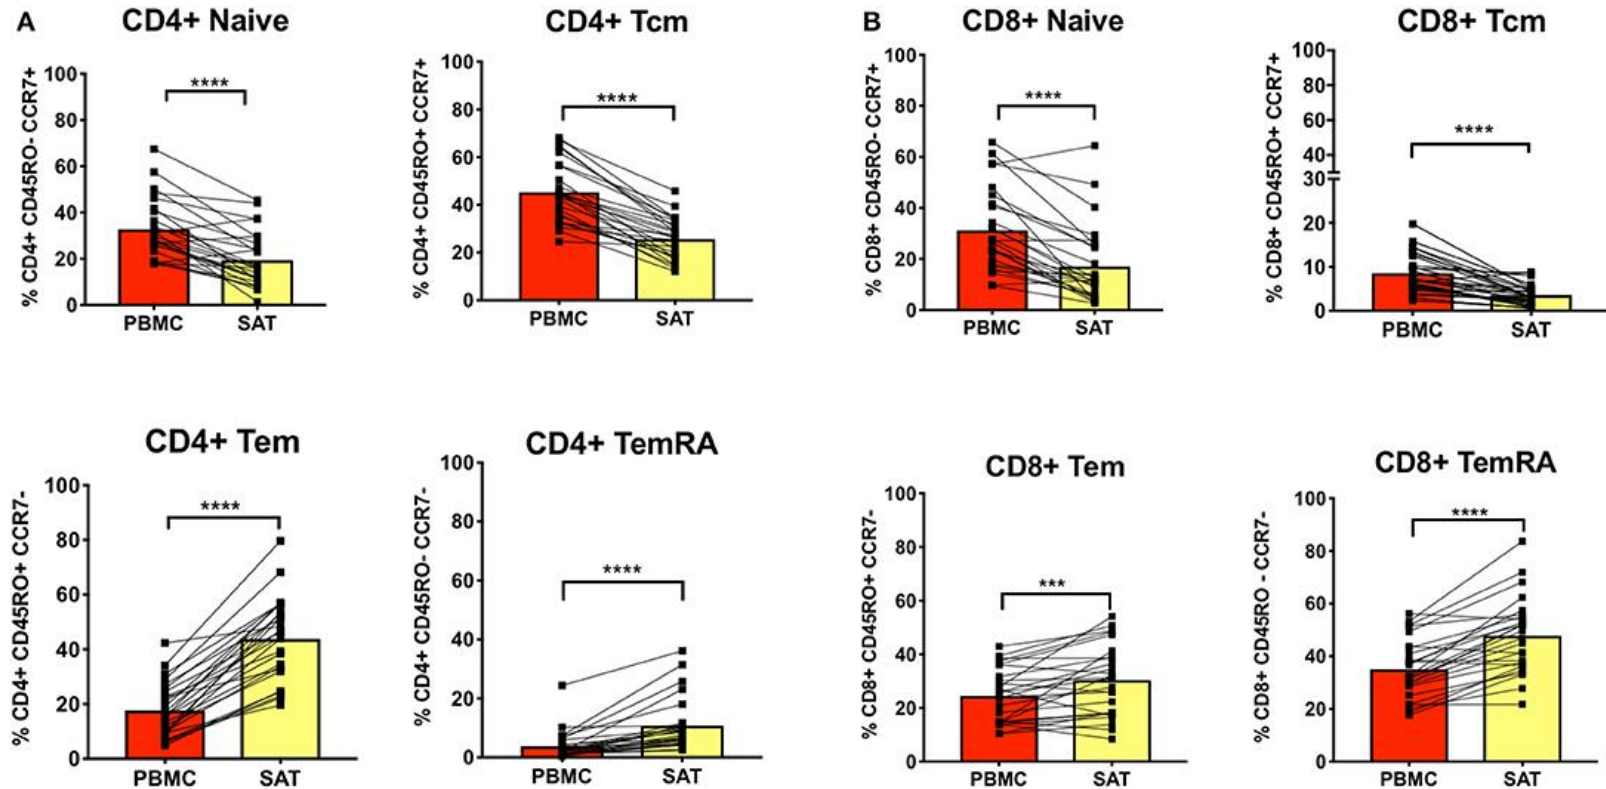 A
CD4+ Naive
% CD4+ CD45RO- CCR7+
100
80
60
40
20
0
****
PBMC
SAT
CD4+ Tcm
% CD4+ CD45RO+ CCR7+
100
80
60
40
20
0
****
PBMC
SAT
B
CD8+ Naive
% CD8+ CD45RO- CCR7+
100
80
60
40
20
0
****
PBMC
SAT
CD8+ Tcm
% CD8+ CD45RO+ CCR7+
100
80
60
40
30
20
10
0
****
PBMC
SAT
CD4+ Tem
% CD4+ CD45RO+ CCR7-
100
80
60
40
20
0
****
PBMC
SAT
CD4+ TemRA
% CD4+ CD45RO- CCR7-
100
80
60
40
20
0
****
PBMC
SAT
CD8+ Tem
% CD8+ CD45RO+ CCR7-
100
80
60
40
20
0
***
PBMC
SAT
CD8+ TemRA
% CD8+ CD45RO - CCR7-
100
80
60
40
20
0
****
PBMC
SAT